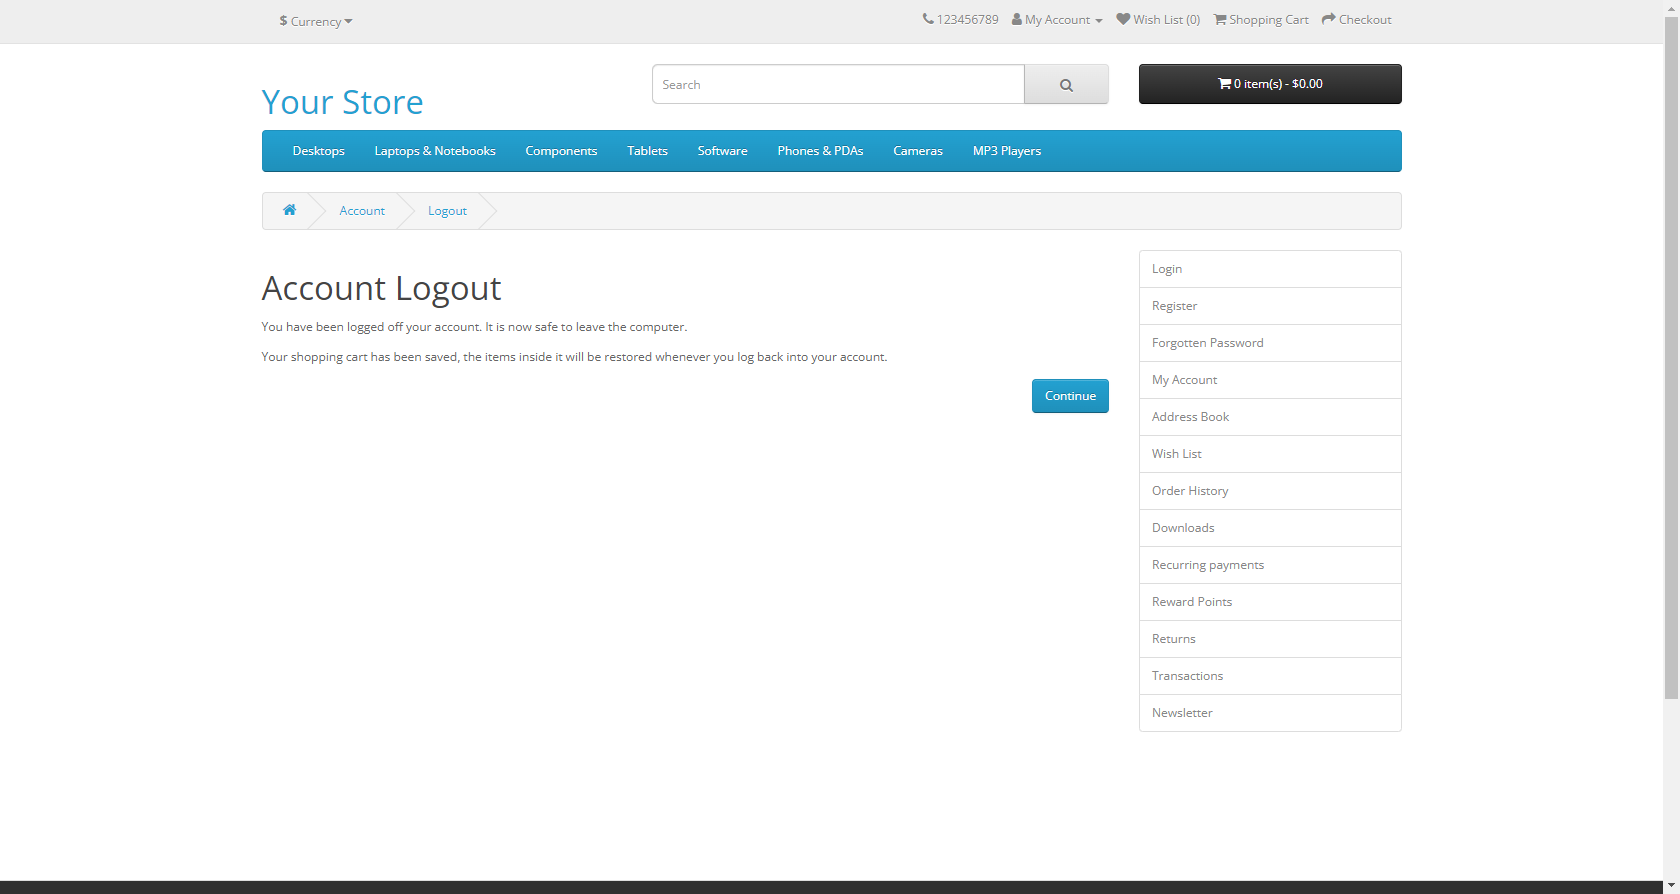 $ Currency
123456789 My Account Wish List (0) Shopping Cart Checkout
Your Store
Search
0 item(s) - $0.00
Desktops Laptops & Notebooks Components Tablets Software Phones & PDAs Cameras MP3 Players
Account Logout
Account Logout
You have been logged off your account. It is now safe to leave the computer.
Your shopping cart has been saved, the items inside it will be restored whenever you log back into your account.
Continue
Login
Register
Forgotten Password
My Account
Address Book
Wish List
Order History
Downloads
Recurring payments
Reward Points
Returns
Transactions
Newsletter